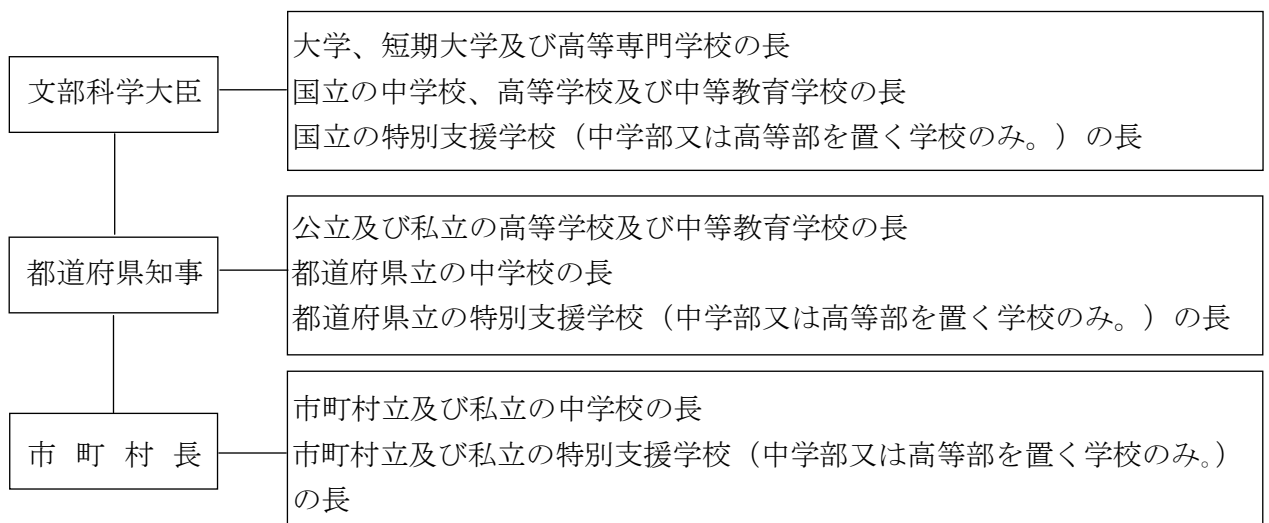 大学、短期大学及び高等専門学校の長
文部科学大臣
国立の中学校、高等学校及び中等教育学校の長
国立の特別支援学校（中学部又は高等部を置く学校のみ。）の長
公立及び私立の高等学校及び中等教育学校の長
都道府県知事
都道府県立の中学校の長
都道府県立の特別支援学校（中学部又は高等部を置く学校のみ。）の長
市町村立及び私立の中学校の長
市町村長
市町村立及び私立の特別支援学校（中学部又は高等部を置く学校のみ。）
の長